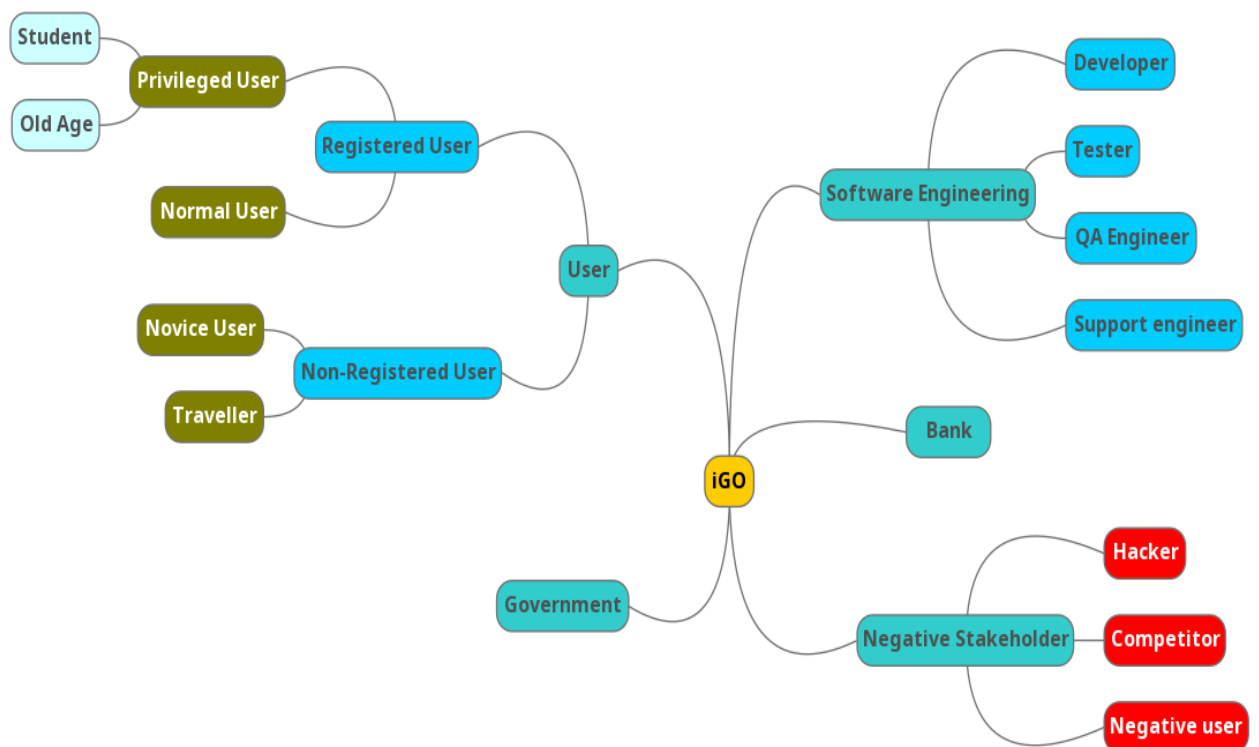 Student
Privileged User
Old Age
Registered User
Normal User
User
Novice User
Non-Registered User
Traveller
Developer
Tester
Software Engineering
QA Engineer
Support engineer
Bank
iGO
Government
Hacker
Negative Stakeholder
Competitor
Negative user